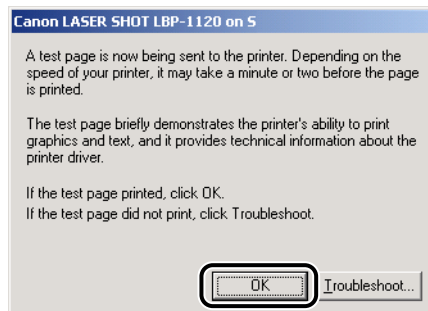 Canon LASER SHOT LBP-1120 on S
A test page is now being sent to the printer. Depending on the
speed of your printer, it may take a minute or two before the page
is printed.
The test page briefly demonstrates the printer's ability to print
graphics and text, and it provides technical information about the
printer driver.
If the test page printed, click OK.
If the test page did not print, click Troubleshoot.
OK
Troubleshoot...